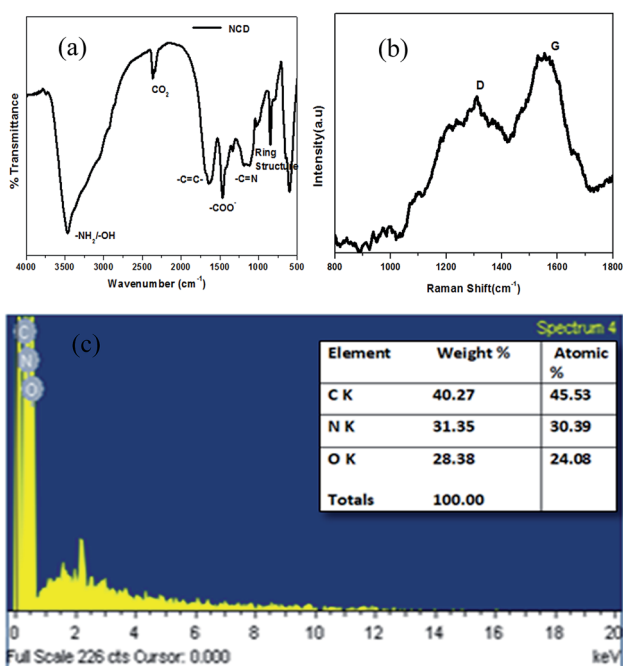 (a)
NCD
% Transmittance
CO2
Ring
Structure
-C=C-
-C=N
-COO-
-NH2/-OH
4000 3500 3000 2500 2000 1500 1000 500
Wavenumber (cm-1)
(b)
G
D
Intensity(a.u)
800 1000 1200 1400 1600 1800
Raman Shift(cm-1)
(c)
Spectrum 4
C
N
O
Element Weight % Atomic
%
C K 40.27 45.53
N K 31.35 30.39
O K 28.38 24.08
Totals 100.00
0 2 4 6 8 10 12 14 16 18 20
Full Scale 226 cts Cursor: 0.000 keV